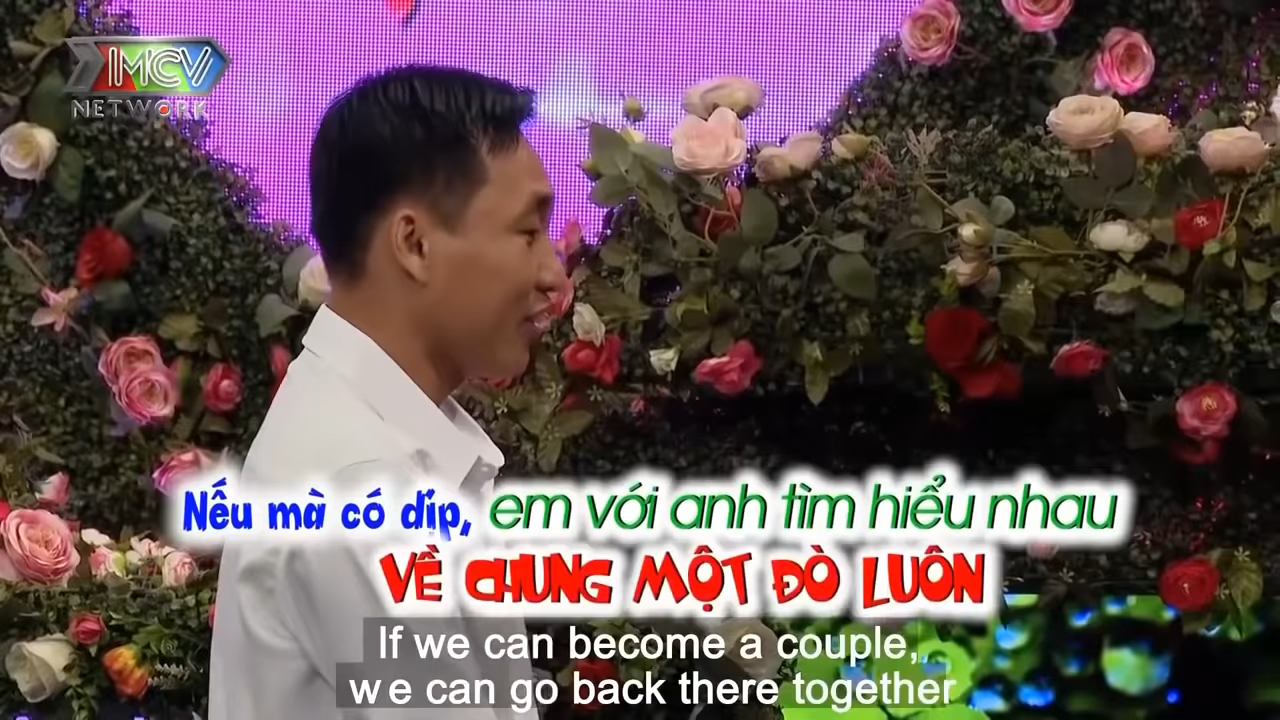 MCV
NETWORK
Nếu mà có dịp, em với anh tìm hiểu nhau
VỀ CHUNG MỘT ĐÒ LUÔN
If we can become a couple,
we can go back there together